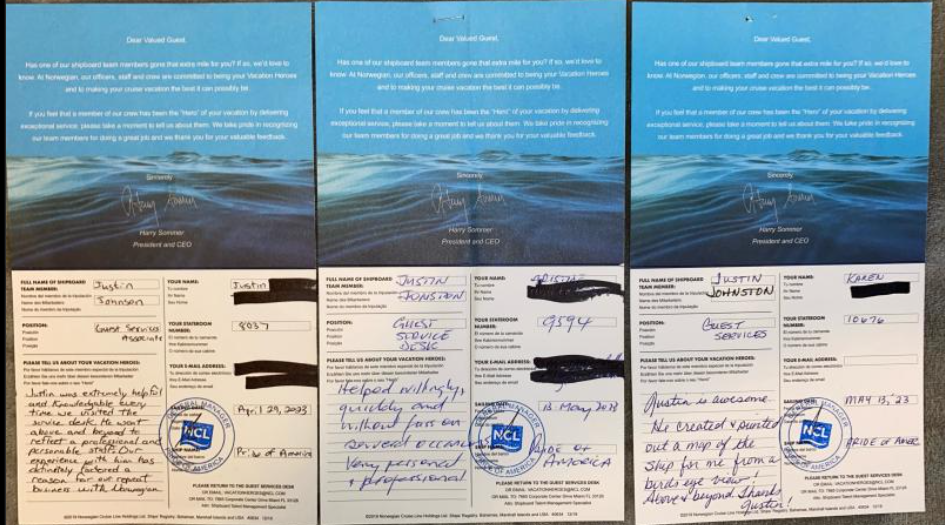 Dear Valued Guest,
Has one of our shipboard team members gone that extra mile for you? If so, we'd love to
know. At Norwegian, our officers, staff and crew are committed to being your Vacation Heroes
and to making your cruise vacation the best it can possibly be.
If you feel that a member of our crew has been the "Hero" of your vacation by delivering
exceptional service, please take a moment to tell us about them. We take pride in recognizing
our team members for doing a great job and we thank you for your valuable feedback.
Sincerely,
Harry Sommer
President and CEO
FULL NAME OF SHIPBOARD
TEAM MEMBER:
Justin
Johnson
YOUR NAME:
Justin
POSITION:
Guest Services
Associate
YOUR STATEROOM
NUMBER:
8037
PLEASE TELL US ABOUT YOUR VACATION HEROES:
YOUR E-MAIL ADDRESS:
Justin was extremely helpful
and knowledgable every
time we visited the
service desk. He went
above and beyond to
reflect a professional and
personable staff. Our
experience with him has
definitely factored a
reason for our repeat
business with Norwegian
April 29, 2023
NCL
Pride of America
PLEASE RETURN TO THE GUEST SERVICES DESK
Dear Valued Guest,
Has one of our shipboard team members gone that extra mile for you? If so, we'd love to
know. At Norwegian, our officers, staff and crew are committed to being your Vacation Heroes
and to making your cruise vacation the best it can possibly be.
If you feel that a member of our crew has been the "Hero" of your vacation by delivering
exceptional service, please take a moment to tell us about them. We take pride in recognizing
our team members for doing a great job and we thank you for your valuable feedback.
Sincerely,
Harry Sommer
President and CEO
FULL NAME OF SHIPBOARD
TEAM MEMBER:
JUSTIN
JOHNSTON
YOUR NAME:
POSITION:
GUEST
SERVICE
DESK
YOUR STATEROOM
NUMBER:
9594
PLEASE TELL US ABOUT YOUR VACATION HEROES:
YOUR E-MAIL ADDRESS:
Helped willingly,
quickly and
without fuss on
several occasions
Very personal
+ professional
13 May 2023
NCL
PRIDE OF
AMERICA
PLEASE RETURN TO THE GUEST SERVICES DESK
Dear Valued Guest,
Has one of our shipboard team members gone that extra mile for you? If so, we'd love to
know. At Norwegian, our officers, staff and crew are committed to being your Vacation Heroes
and to making your cruise vacation the best it can possibly be.
If you feel that a member of our crew has been the "Hero" of your vacation by delivering
exceptional service, please take a moment to tell us about them. We take pride in recognizing
our team members for doing a great job and we thank you for your valuable feedback.
Sincerely,
Harry Sommer
President and CEO
FULL NAME OF SHIPBOARD
TEAM MEMBER:
JUSTIN
JOHNSTON
YOUR NAME:
KAREN
POSITION:
GUEST
SERVICES
YOUR STATEROOM
NUMBER:
10676
PLEASE TELL US ABOUT YOUR VACATION HEROES:
YOUR E-MAIL ADDRESS:
Justin is awesome.
He created & printed
out a map of the
ship for me from a
birds eye view!
Above & beyond. Thanks
Justin!
MAY 13, 23
NCL
PRIDE OF AMER.
PLEASE RETURN TO THE GUEST SERVICES DESK